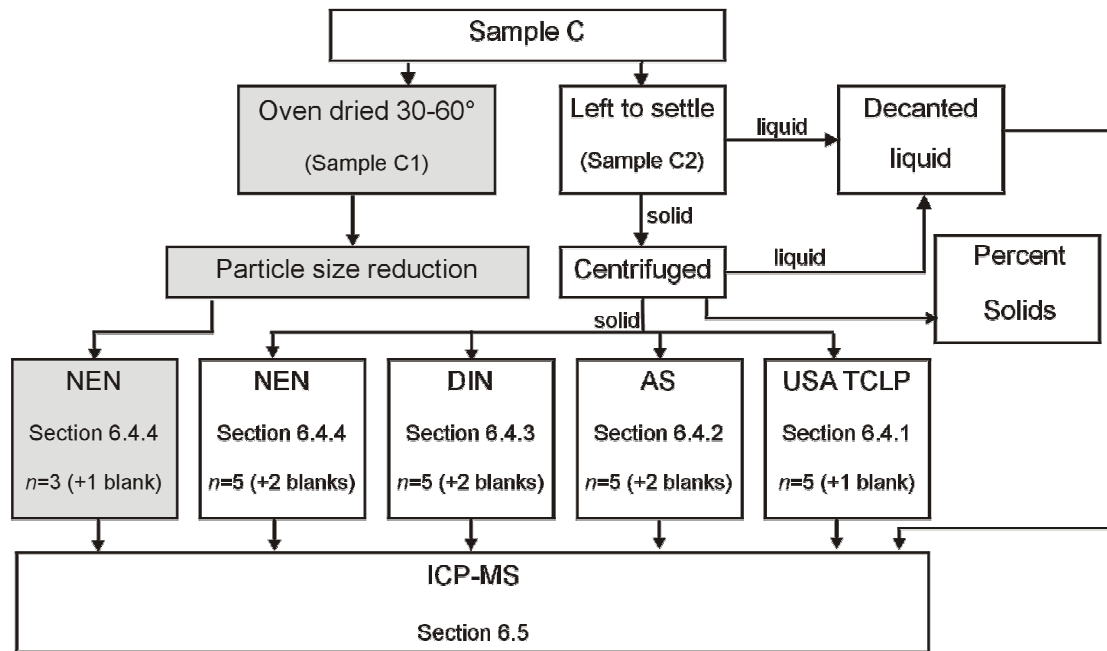 Sample C
Oven dried 30-60°
(Sample C1)
Left to settle
(Sample C2)
liquid
Decanted
liquid
solid
Particle size reduction
Centrifuged
liquid
Percent
Solids
solid
NEN
Section 6.4.4
n=3 (+1 blank)
NEN
Section 6.4.4
n=5 (+2 blanks)
DIN
Section 6.4.3
n=5 (+2 blanks)
AS
Section 6.4.2
n=5 (+2 blanks)
USA TCLP
Section 6.4.1
n=5 (+1 blank)
ICP-MS
Section 6.5